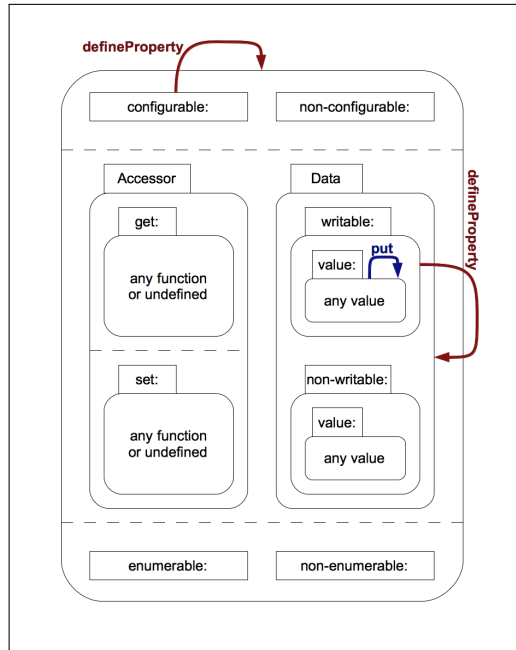 defineProperty
configurable:
non-configurable:
Accessor
get:
any function
or undefined
set:
any function
or undefined
Data
writable:
put
value:
any value
defineProperty
non-writable:
value:
any value
enumerable:
non-enumerable: